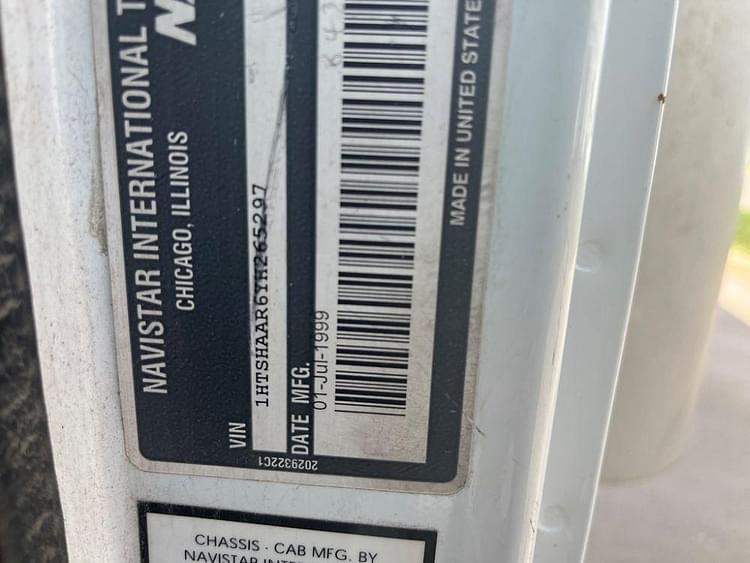 NAVISTAR INTERNATIONAL T
CHICAGO, ILLINOIS
VIN
1HTSHAAR6YH265297
DATE MFG.
01-Jul-1999
MADE IN UNITED STATE
2029322C1
CHASSIS - CAB MFG. BY